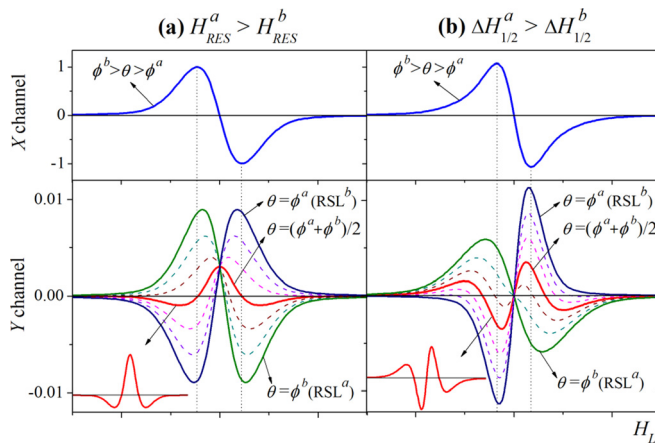 (a) H^a_RES > H^b_RES
(b) ΔH^a_1/2 > ΔH^b_1/2
X channel
1
0
-1
ϕ^b>θ>ϕ^a
ϕ^b>θ>ϕ^a
Y channel
0.01
0.00
-0.01
θ=ϕ^a(RSL^b)
θ=(ϕ^a+ϕ^b)/2
θ=ϕ^b(RSL^a)
θ=ϕ^a(RSL^b)
θ=(ϕ^a+ϕ^b)/2
θ=ϕ^b(RSL^a)